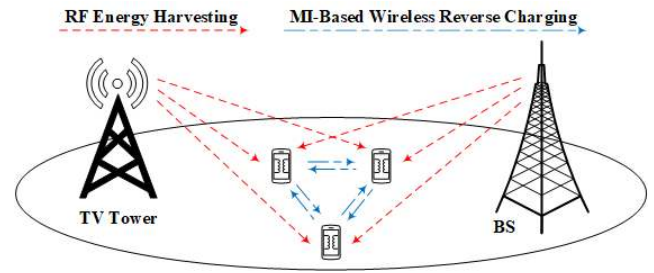 RF Energy Harvesting
MI-Based Wireless Reverse Charging
TV Tower
BS